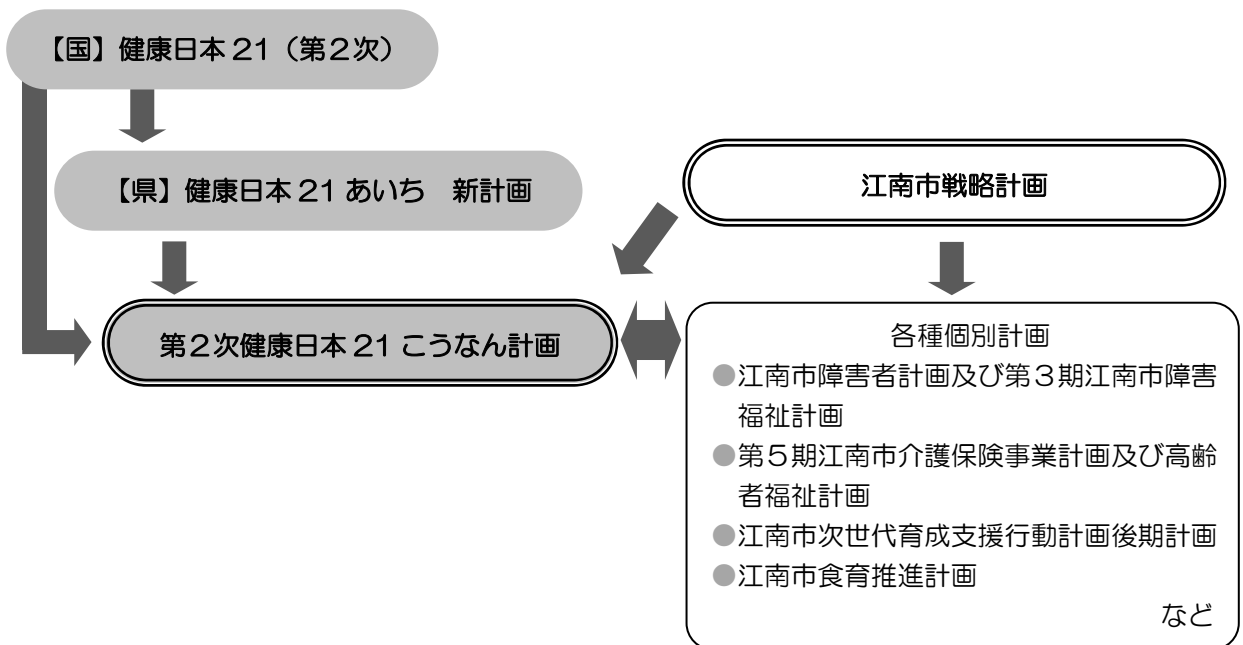 【国】健康日本21（第２次）
【県】健康日本21あいち　新計画
江南市戦略計画
第２次健康日本21こうなん計画
各種個別計画
●江南市障害者計画及び第３期江南市障害
福祉計画
●第５期江南市介護保険事業計画及び高齢
者福祉計画
●江南市次世代育成支援行動計画後期計画
●江南市食育推進計画
など